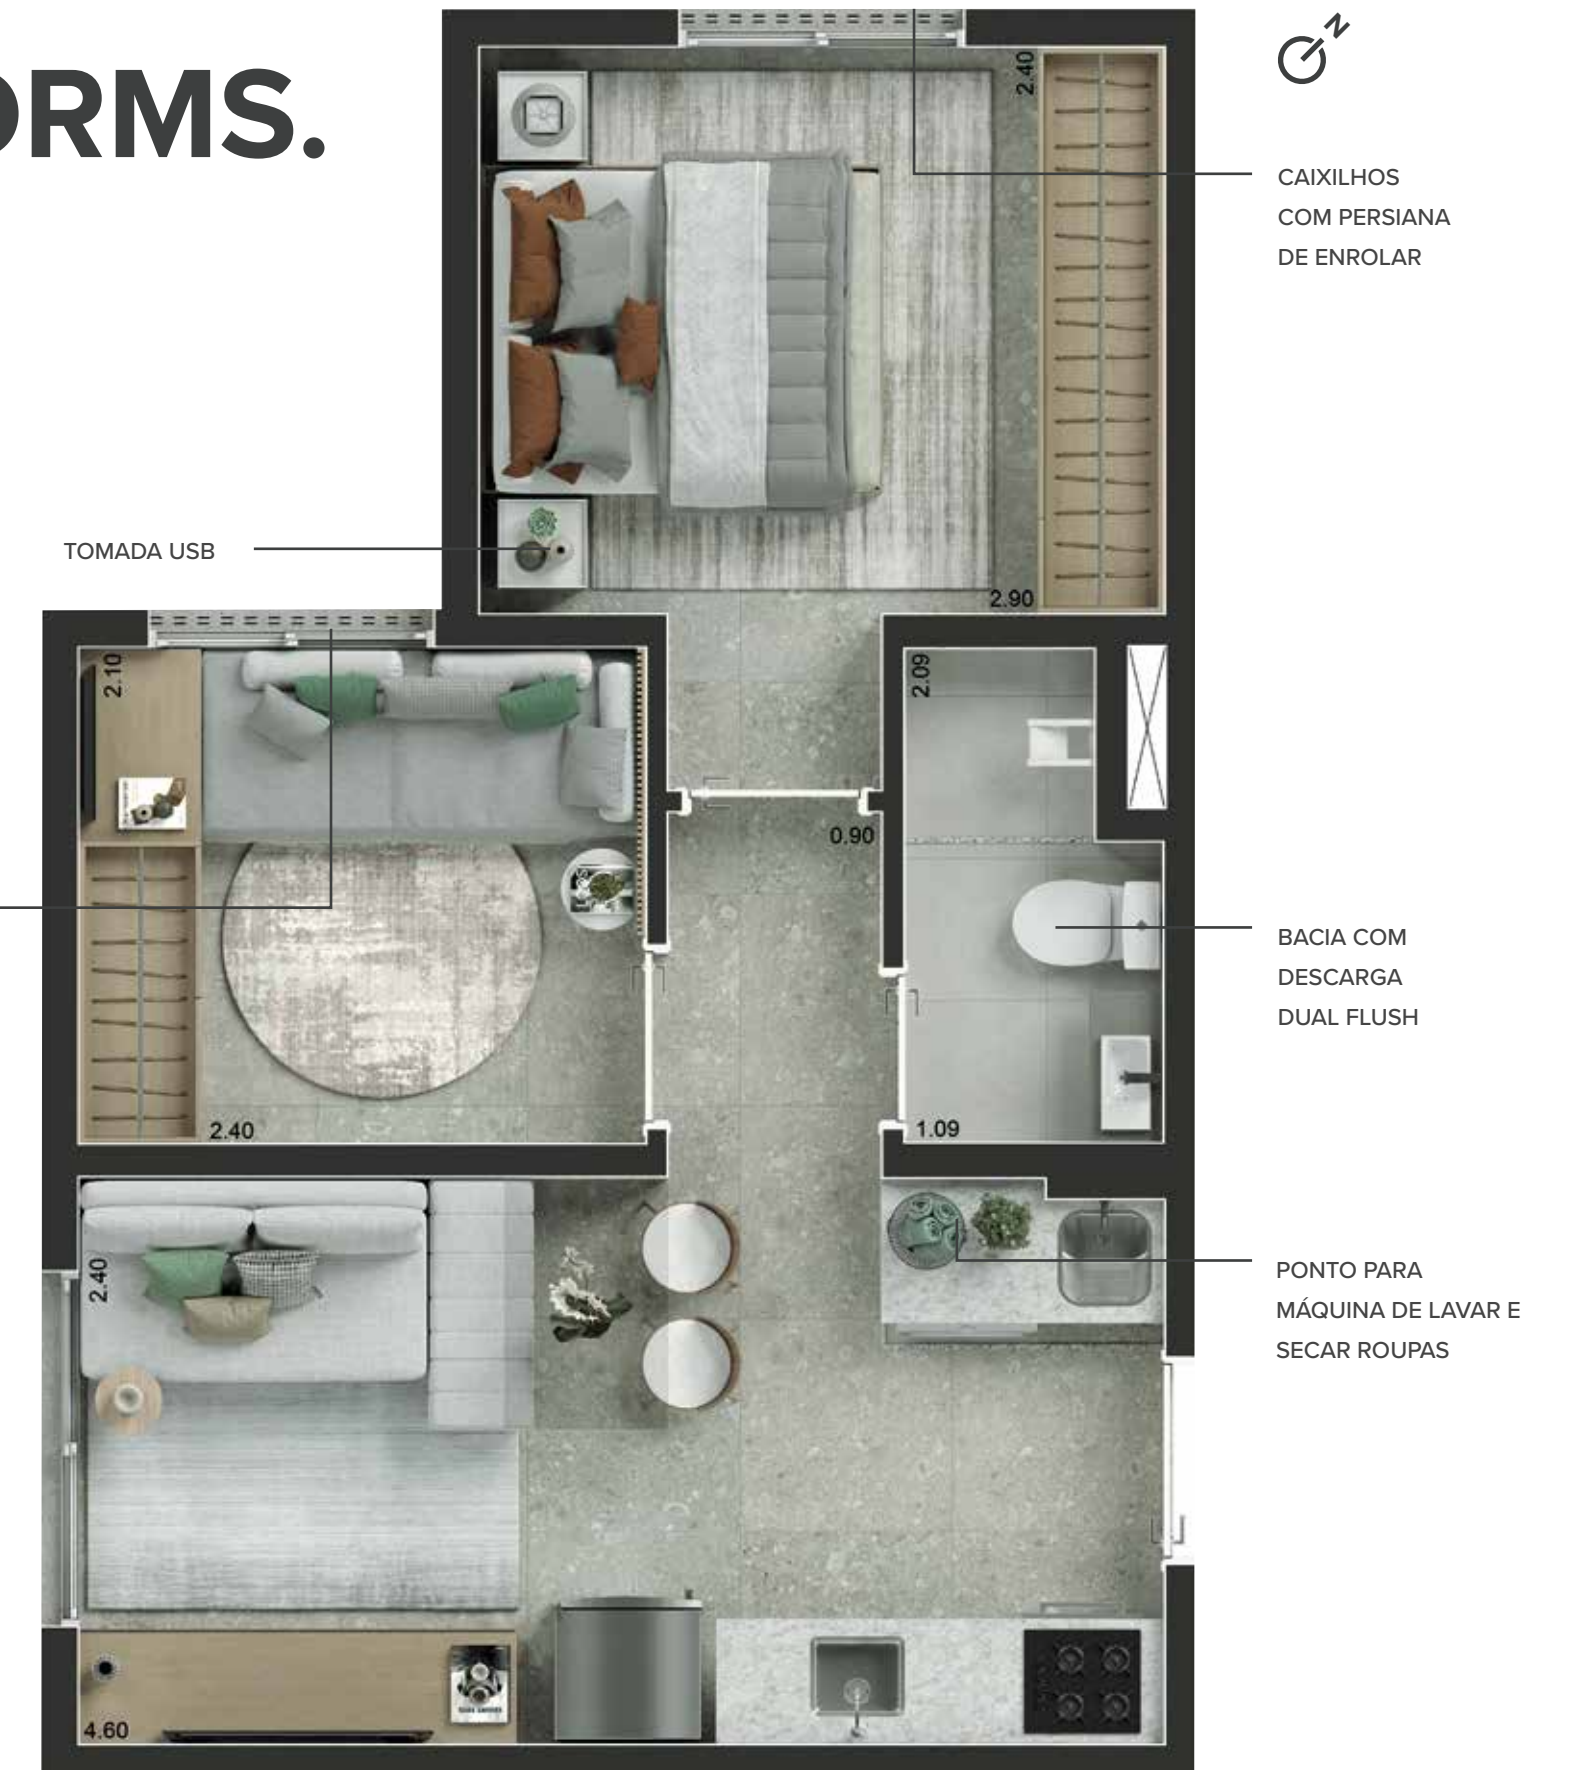 ORMS.
N
2.40
CAIXILHOS
COM PERSIANA
DE ENROLAR
TOMADA USB
2.90
2.10
2.09
0.90
BACIA COM
DESCARGA
DUAL FLUSH
2.40
1.09
2.40
PONTO PARA
MÁQUINA DE LAVAR E
SECAR ROUPAS
4.60